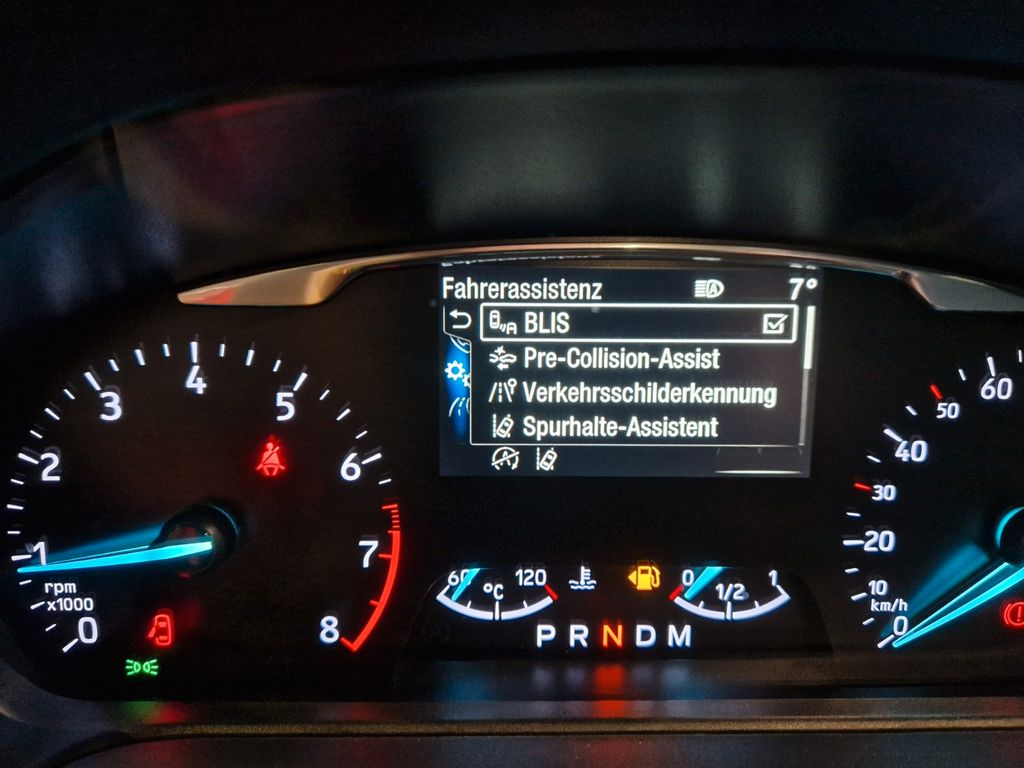 Fahrerassistenz 7°
BLIS
Pre-Collision-Assist
Verkehrsschilderkennung
Spurhalte-Assistent
0
1
2
3
4
5
6
7
8
rpm
x1000
60 °C 120
0 1/2 1
P R N D M
0
10
20
30
40
50
60
km/h